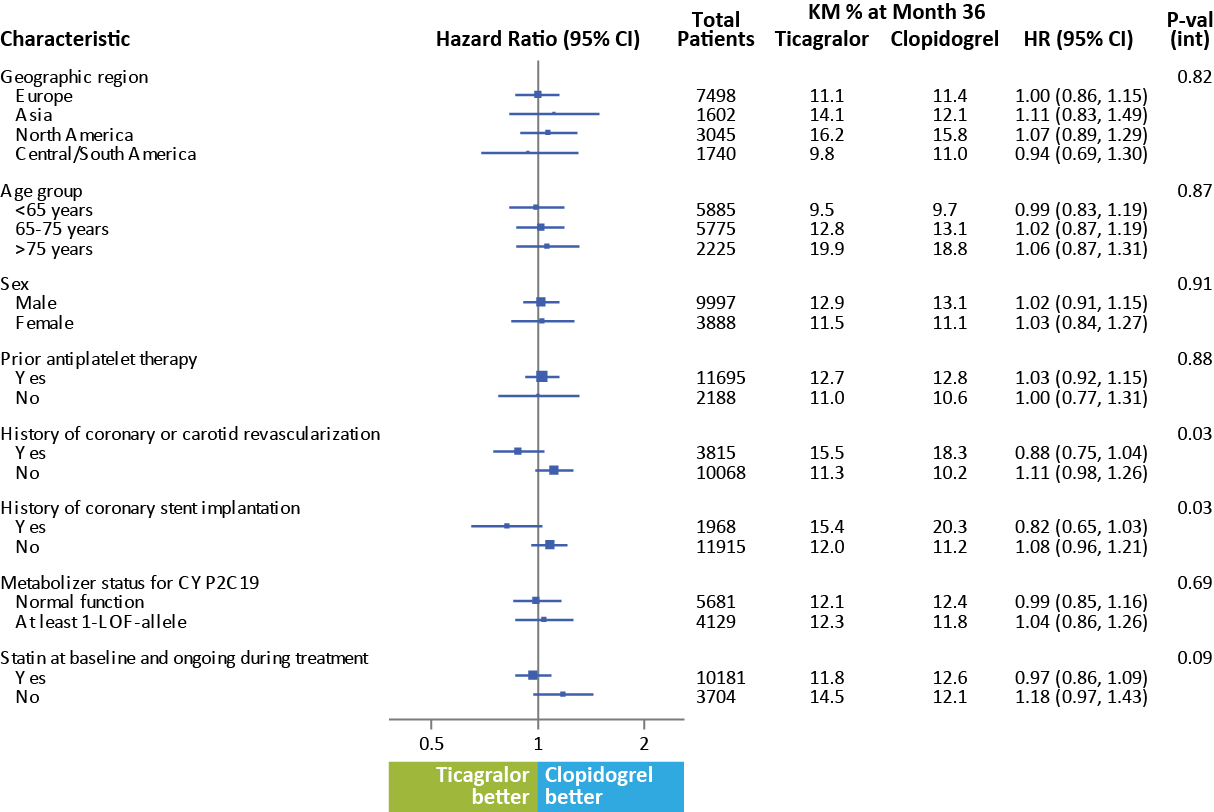 KM % at Month 36
Characteristic Hazard Ratio (95% CI) Total Patients Ticagralor Clopidogrel HR (95% CI) P-val (int)
Geographic region 0.82
Europe 7498 11.1 11.4 1.00 (0.86, 1.15)
Asia 1602 14.1 12.1 1.11 (0.83, 1.49)
North America 3045 16.2 15.8 1.07 (0.89, 1.29)
Central/South America 1740 9.8 11.0 0.94 (0.69, 1.30)
Age group 0.87
<65 years 5885 9.5 9.7 0.99 (0.83, 1.19)
65-75 years 5775 12.8 13.1 1.02 (0.87, 1.19)
>75 years 2225 19.9 18.8 1.06 (0.87, 1.31)
Sex 0.91
Male 9997 12.9 13.1 1.02 (0.91, 1.15)
Female 3888 11.5 11.1 1.03 (0.84, 1.27)
Prior antiplatelet therapy 0.88
Yes 11695 12.7 12.8 1.03 (0.92, 1.15)
No 2188 11.0 10.6 1.00 (0.77, 1.31)
History of coronary or carotid revascularization 0.03
Yes 3815 15.5 18.3 0.88 (0.75, 1.04)
No 10068 11.3 10.2 1.11 (0.98, 1.26)
History of coronary stent implantation 0.03
Yes 1968 15.4 20.3 0.82 (0.65, 1.03)
No 11915 12.0 11.2 1.08 (0.96, 1.21)
Metabolizer status for CYP2C19 0.69
Normal function 5681 12.1 12.4 0.99 (0.85, 1.16)
At least 1-LOF-allele 4129 12.3 11.8 1.04 (0.86, 1.26)
Statin at baseline and ongoing during treatment 0.09
Yes 10181 11.8 12.6 0.97 (0.86, 1.09)
No 3704 14.5 12.1 1.18 (0.97, 1.43)
0.5 1 2
Ticagralor better
Clopidogrel better